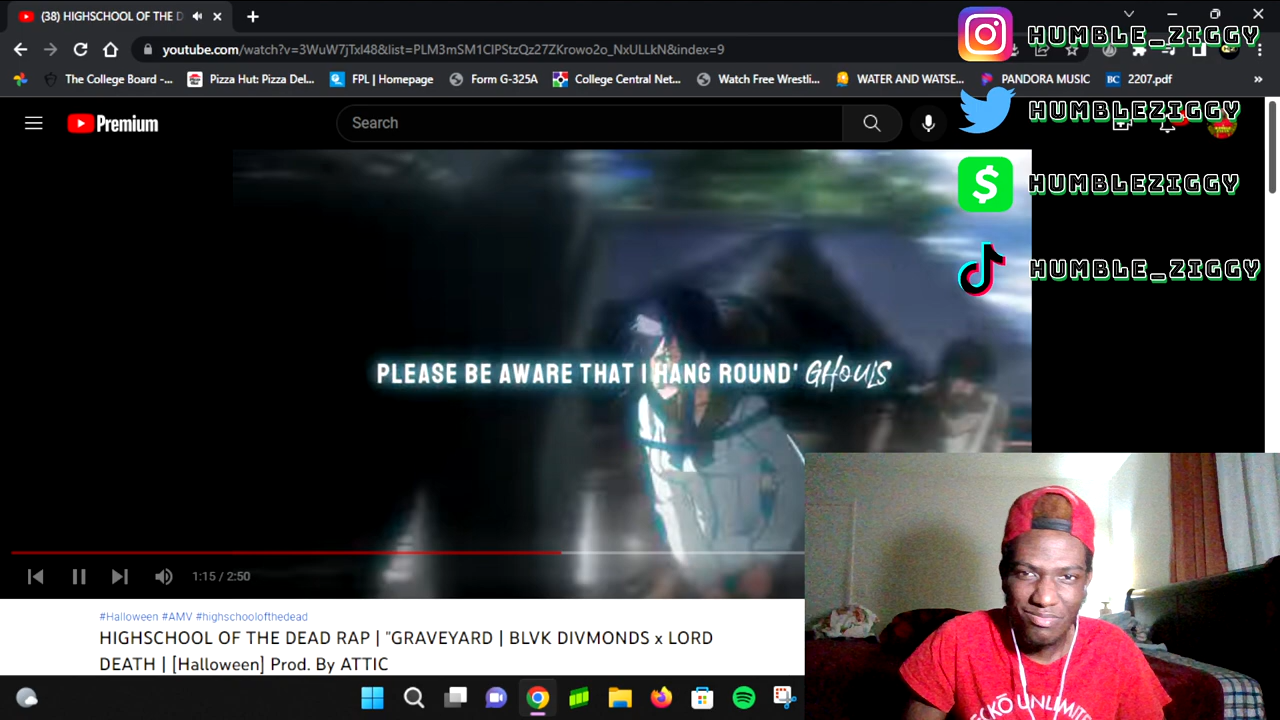 (38) HIGHSCHOOL OF THE D
youtube.com/watch?v=3WuW7jTxl48&list=PLM3mSM1CIPStzQz27ZKrowo2o_NxULLkN&index=9
HUMBLE_ZIGGY
The College Board -...
Pizza Hut: Pizza Del...
FPL | Homepage
Form G-325A
College Central Net...
Watch Free Wrestli...
WATER AND WATSE...
PANDORA MUSIC
BC 2207.pdf
»
Premium
Search
HUMBLEZIGGY
HUMBLEZIGGY
HUMBLE_ZIGGY
PLEASE BE AWARE THAT I HANG ROUND' GHOULS
1:15 / 2:50
#Halloween #AMV #highschoolofthedead
HIGHSCHOOL OF THE DEAD RAP | "GRAVEYARD | BLVK DIVMONDS x LORD
DEATH | [Halloween] Prod. By ATTIC
ECKŌ UNLIMITE